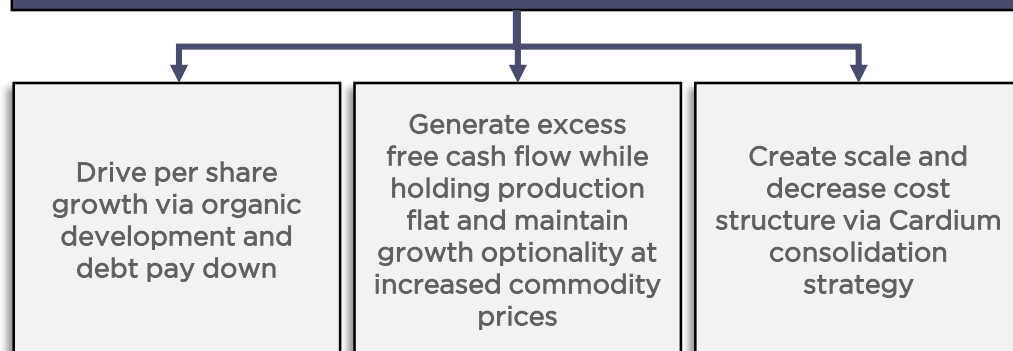 Drive per share
growth via organic
development and
debt pay down
Generate excess
free cash flow while
holding production
flat and maintain
growth optionality at
increased commodity
prices
Create scale and
decrease cost
structure via Cardium
consolidation
strategy